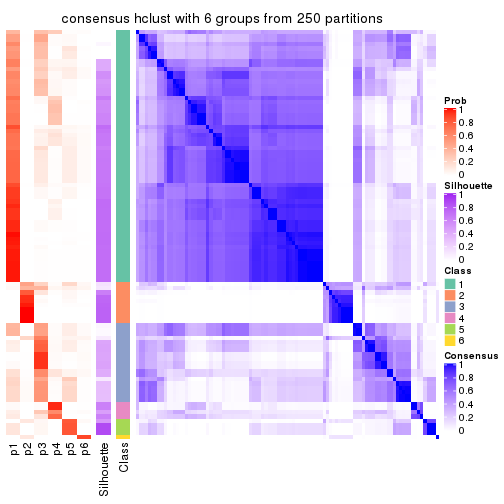 consensus hclust with 6 groups from 250 partitions
Prob
1
0.8
0.6
0.4
0.2
0
Silhouette
1
0.8
0.6
0.4
0.2
0
Class
1
2
3
4
5
6
Consensus
1
0.8
0.6
0.4
0.2
0
p1
p2
p3
p4
p5
p6
Silhouette
Class